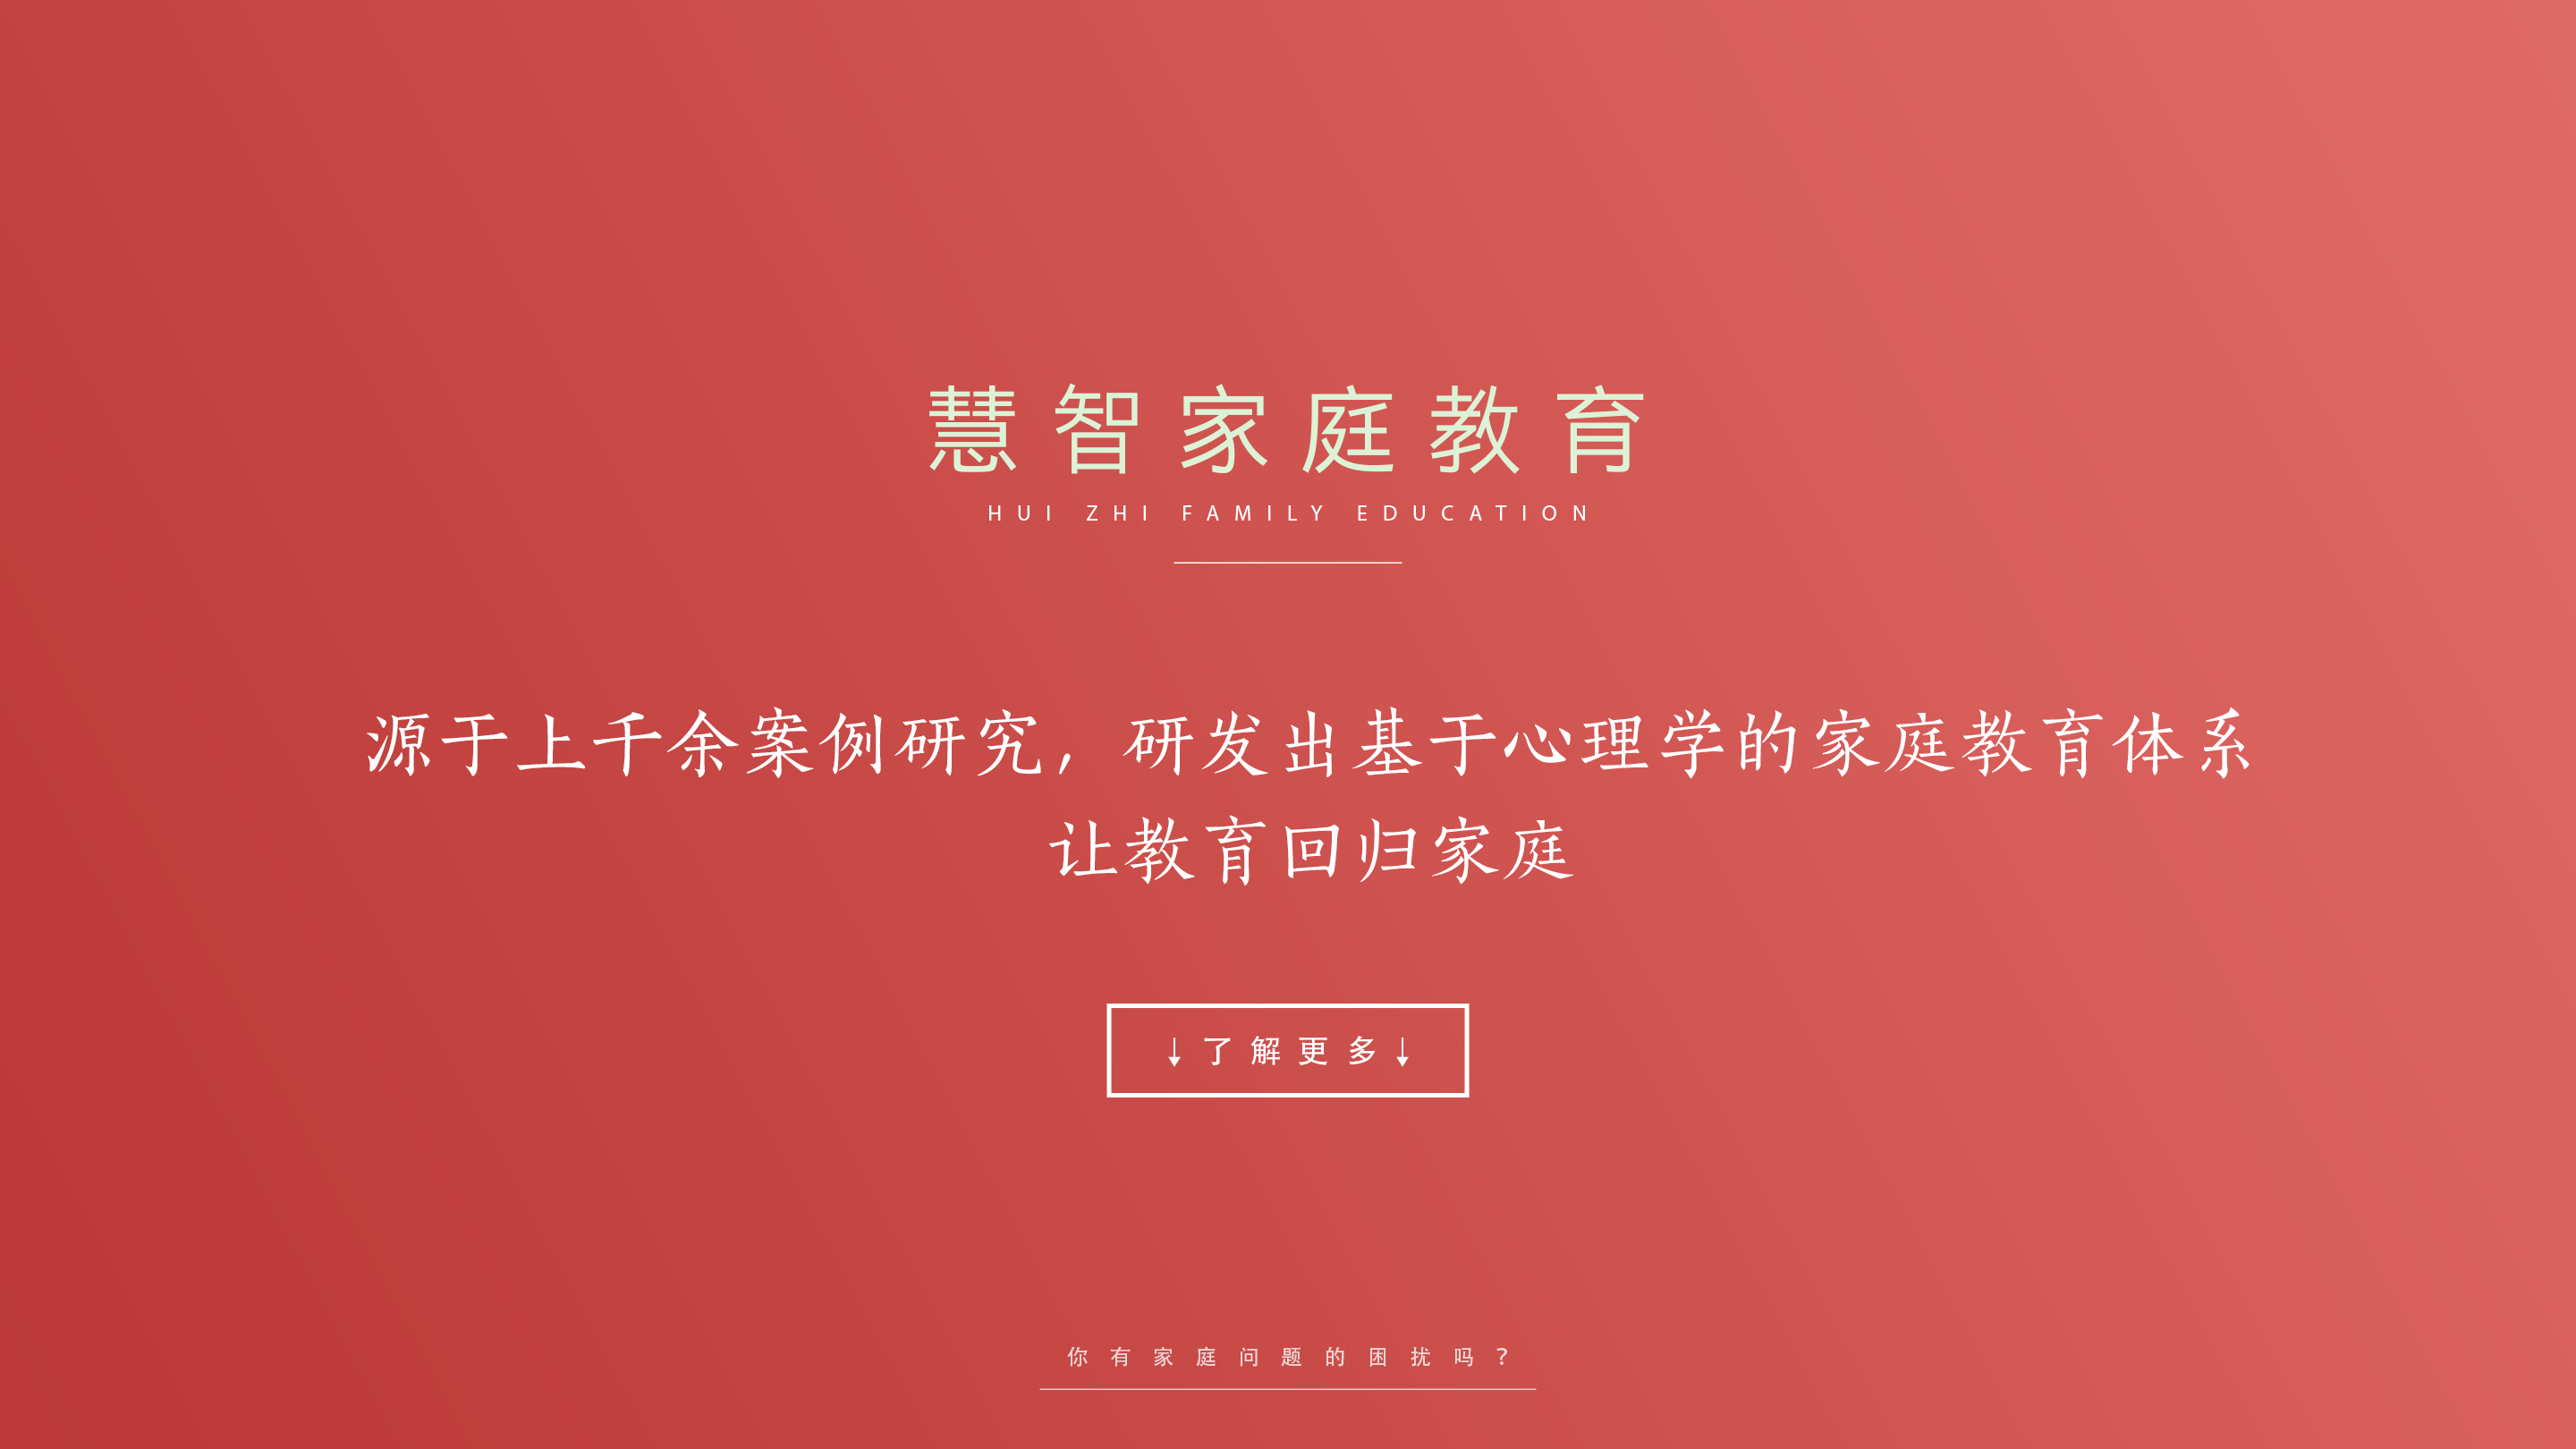 慧智家庭教育
HUI ZHI FAMILY EDUCATION
源于上千余案例研究，研发出基于心理学的家庭教育体系
让教育回归家庭
↓了解更多↓
你有家庭问题的困扰吗?